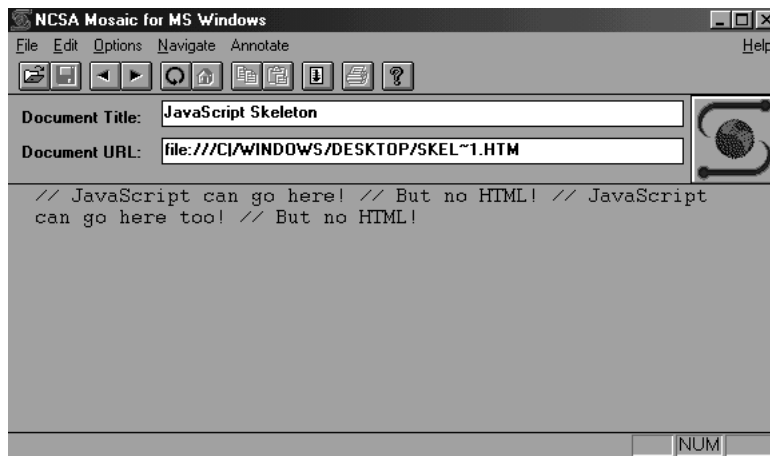 NCSA Mosaic for MS Windows
File Edit Options Navigate Annotate Help
Document Title: JavaScript Skeleton
Document URL: file:///C|/WINDOWS/DESKTOP/SKEL~1.HTM
// JavaScript can go here! // But no HTML! // JavaScript
can go here too! // But no HTML!
NUM